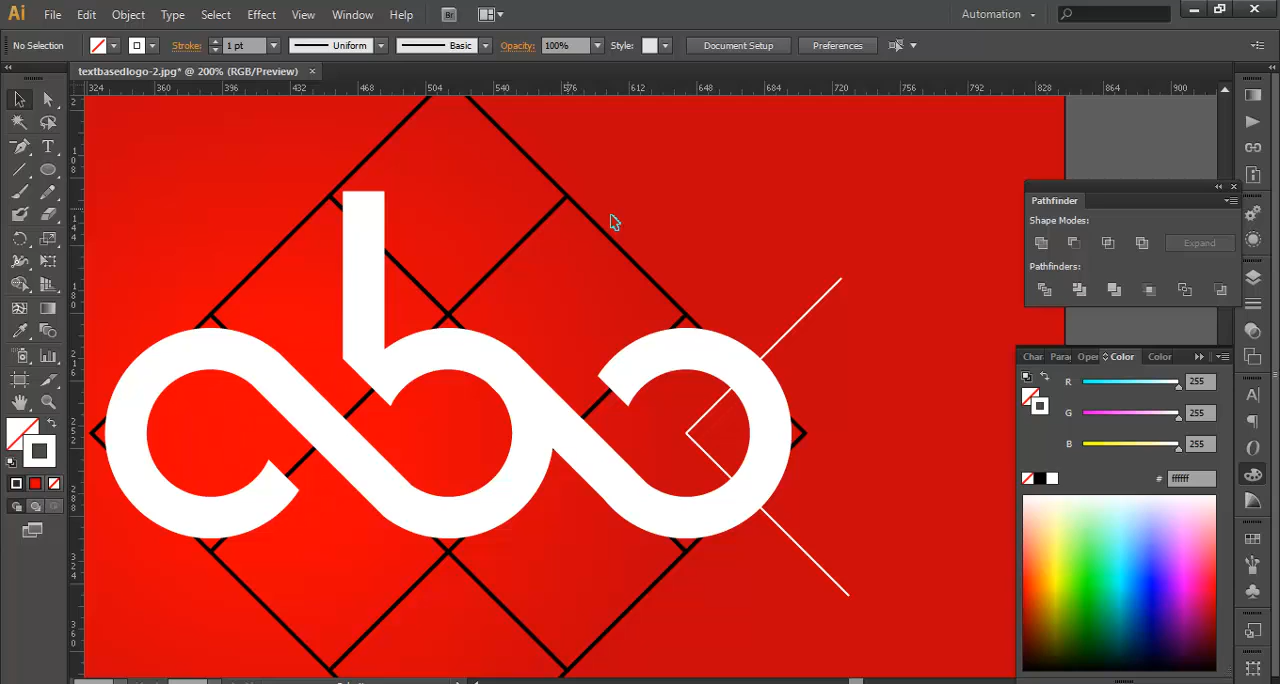 Ai File Edit Object Type Select Effect View Window Help Br Automation
No Selection Stroke: 1 pt Uniform Basic Opacity: 100% Style: Document Setup Preferences
textbasedlogo-2.jpg* @ 200% (RGB/Preview) ×
324 360 396 432 468 504 540 576 612 648 684 720 756 792 828 864 900
Pathfinder
Shape Modes:
Expand
Pathfinders:
Char Para Oper Color Color
R 255
G 255
B 255
# ffffff